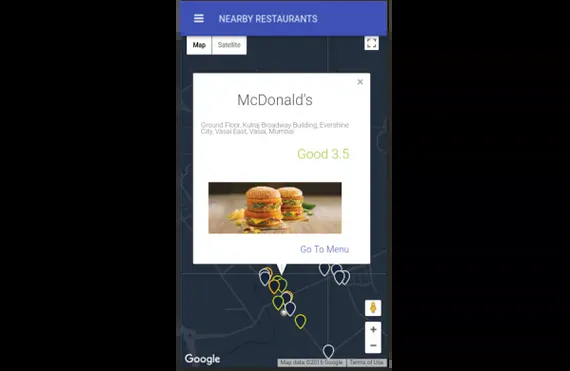 NEARBY RESTAURANTS
Map Satellite
×
McDonald's
Ground Floor, Kulraj Broadway Building, Evershine
City, Vasai East, Vasai, Mumbai
Good 3.5
Go To Menu
+
−
Google
Map data ©2015 Google Terms of Use